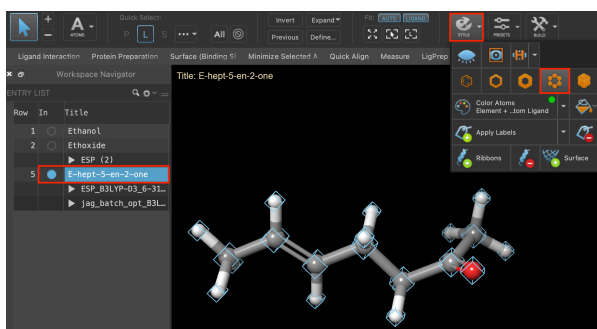 Quick Select:
Invert Expand
Fit: AUTO LIGAND
A
ATOMS
P L S ... All
Previous Define...
STYLE PRESETS BUILD
Ligand Interaction Protein Preparation Surface (Binding Si Minimize Selected A Quick Align Measure LigPrep
Workspace Navigator
ENTRY LIST
Row In Title
1 Ethanol
2 Ethoxide
ESP (2)
5 E-hept-5-en-2-one
ESP_B3LYP-D3_6-31...
jag_batch_opt_B3L...
Title: E-hept-5-en-2-one
Color Atoms
Element + ..tom Ligand
Apply Labels
Ribbons Surface